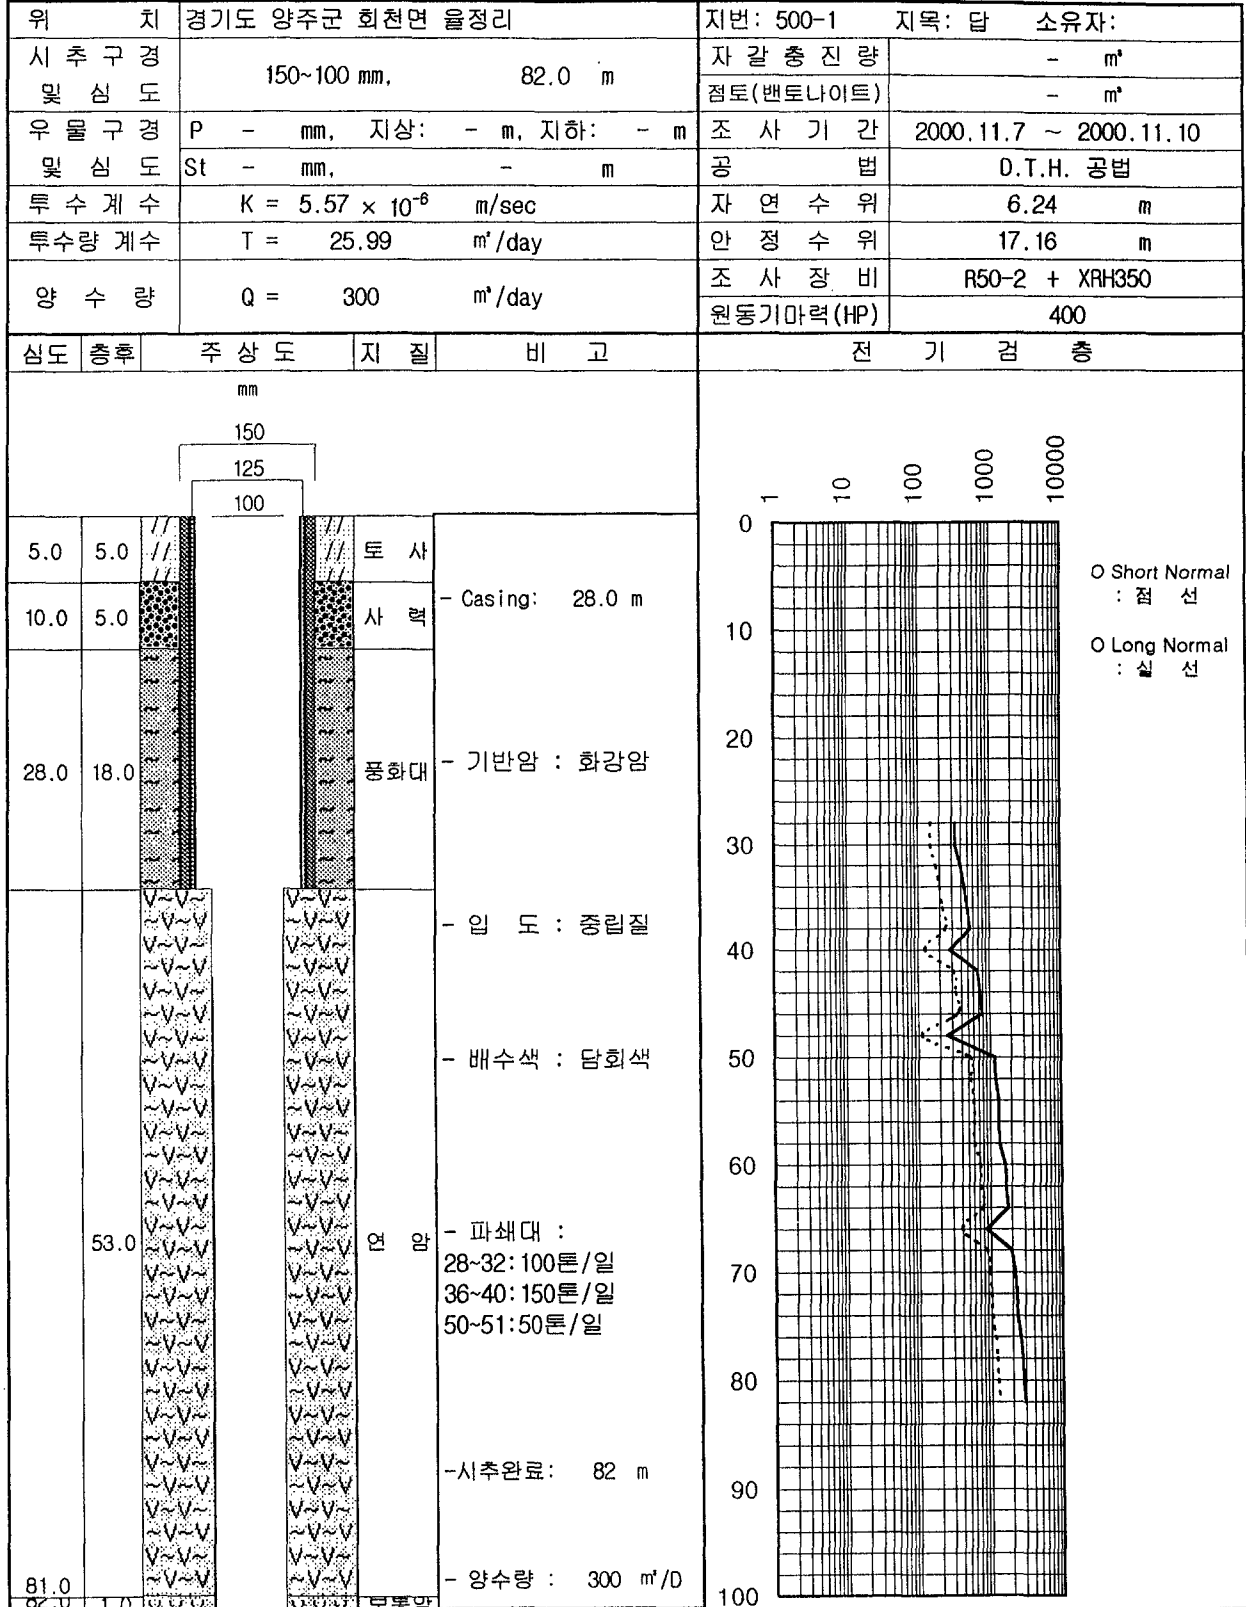 위 치 경기도 양주군 회천면 율정리 지번: 500-1 지목: 답 소유자:
시 추 구 경 및 심 도 150~100 mm, 82.0 m
자 갈 충 진 량 - m³
점토(밴토나이트) - m³
우 물 구 경 및 심 도 P - mm, 지상: - m, 지하: - m
St - mm, - m
조 사 기 간 2000.11.7 ~ 2000.11.10
공 법 D.T.H. 공법
투 수 계 수 K = 5.57 × 10⁻⁶ m/sec
자 연 수 위 6.24 m
투수량 계수 T = 25.99 m²/day
안 정 수 위 17.16 m
양 수 량 Q = 300 m³/day
조 사 장 비 R50-2 + XRH350
원동기마력(HP) 400
심도 층후 주 상 도 지 질 비 고 전 기 검 층
mm
150
125
100
5.0 5.0 토 사
10.0 5.0 사 력
28.0 18.0 풍화대
53.0 연 암
81.0
1.0
- Casing: 28.0 m
- 기반암 : 화강암
- 입 도 : 중립질
- 배수색 : 담회색
- 파쇄대 :
28~32:100톤/일
36~40:150톤/일
50~51:50톤/일
-시추완료: 82 m
- 양수량 : 300 m³/D
1 10 100 1000 10000
0
10
20
30
40
50
60
70
80
90
100
O Short Normal
: 점 선
O Long Normal
: 실 선